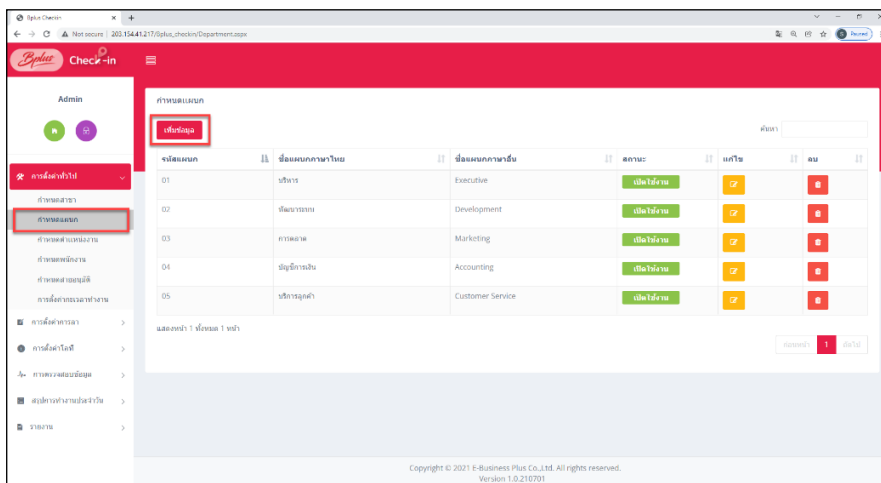 Bplus Checkin
Not secure | 203.154.41.217/Bplus_checkin/Department.aspx
Paused
Bplus Check-in
Admin
การตั้งค่าทั่วไป
กำหนดสาขา
กำหนดแผนก
กำหนดตำแหน่งงาน
กำหนดพนักงาน
กำหนดสายอนุมัติ
การตั้งค่ากะเวลาทำงาน
การตั้งค่าการลา
การตั้งค่าโอที
การตรวจสอบข้อมูล
สรุปการทำงานประจำวัน
รายงาน
กำหนดแผนก
เพิ่มข้อมูล
ค้นหา
รหัสแผนก ชื่อแผนกภาษาไทย ชื่อแผนกภาษาอื่น สถานะ แก้ไข ลบ
01 บริหาร Executive เปิดใช้งาน
02 พัฒนาระบบ Development เปิดใช้งาน
03 การตลาด Marketing เปิดใช้งาน
04 บัญชีการเงิน Accounting เปิดใช้งาน
05 บริการลูกค้า Customer Service เปิดใช้งาน
แสดงหน้า 1 ทั้งหมด 1 หน้า
ก่อนหน้า 1 ถัดไป
Copyright © 2021 E-Business Plus Co.,Ltd. All rights reserved.
Version 1.0.210701